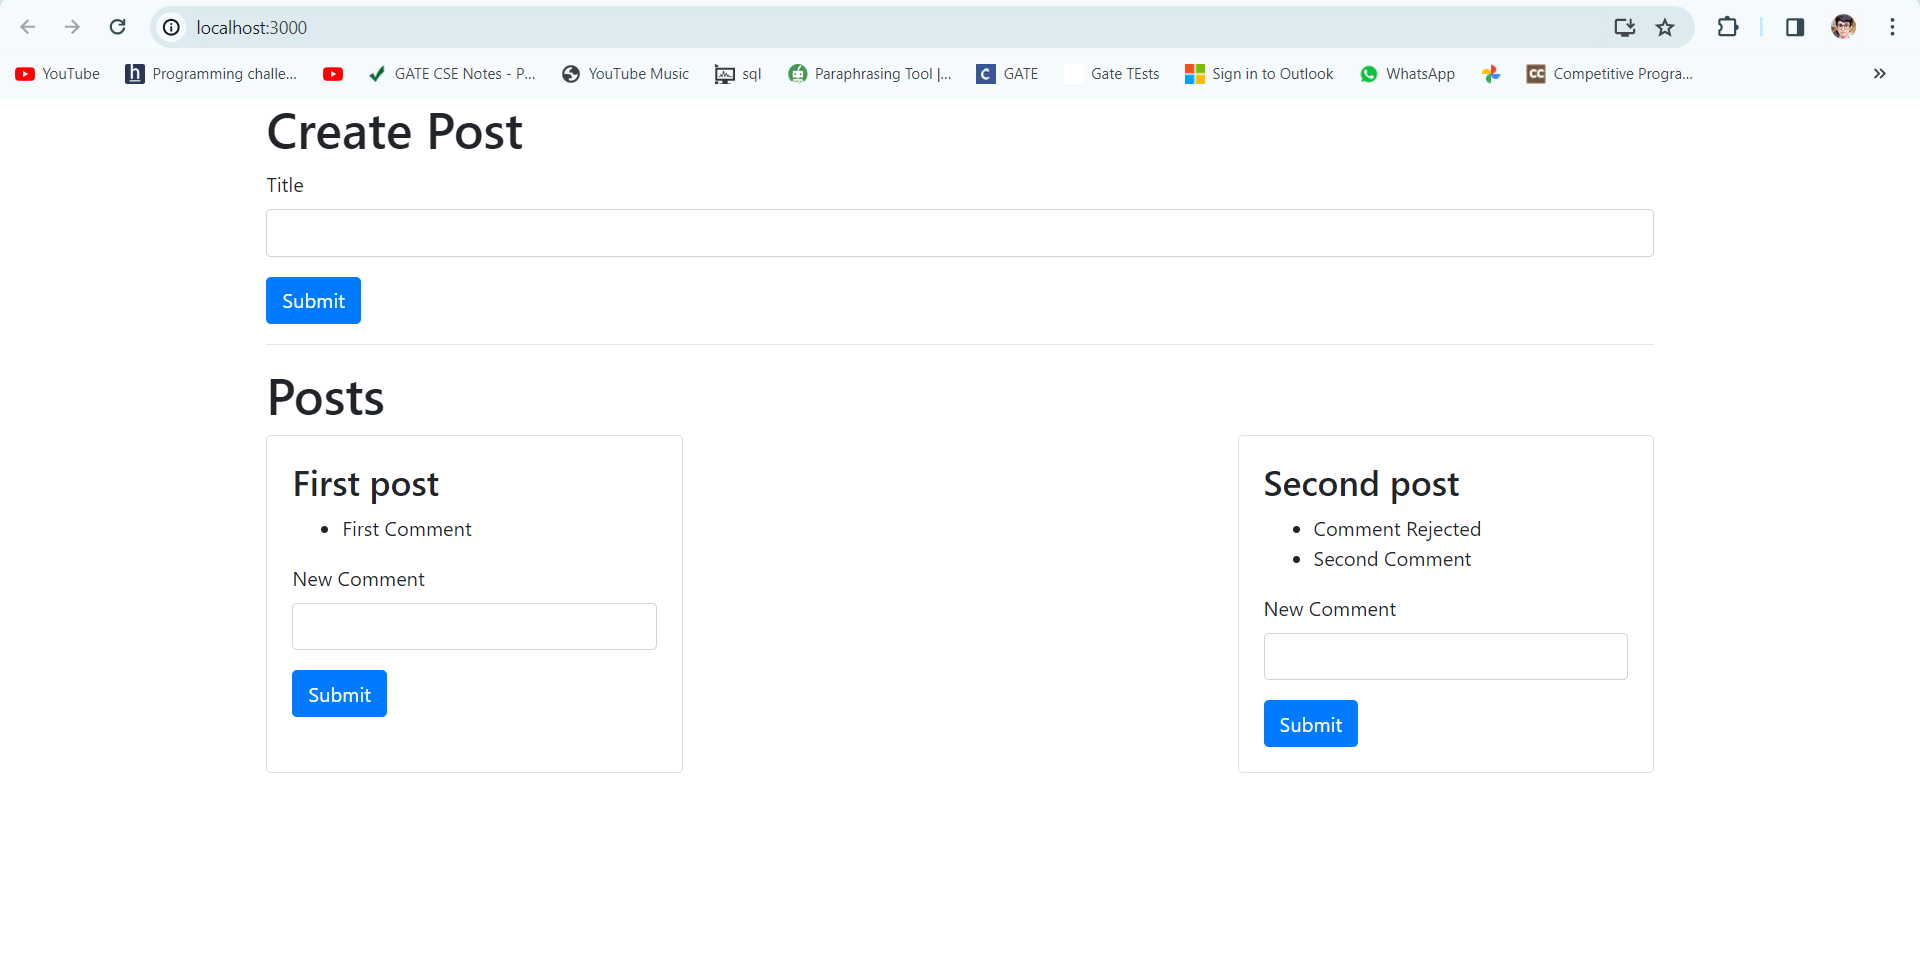 localhost:3000
YouTube Programming challe... GATE CSE Notes - P... YouTube Music sql Paraphrasing Tool |... GATE Gate TEsts Sign in to Outlook WhatsApp CC Competitive Progra... »
Create Post
Title
Submit
Posts
First post
• First Comment
New Comment
Submit
Second post
• Comment Rejected
• Second Comment
New Comment
Submit